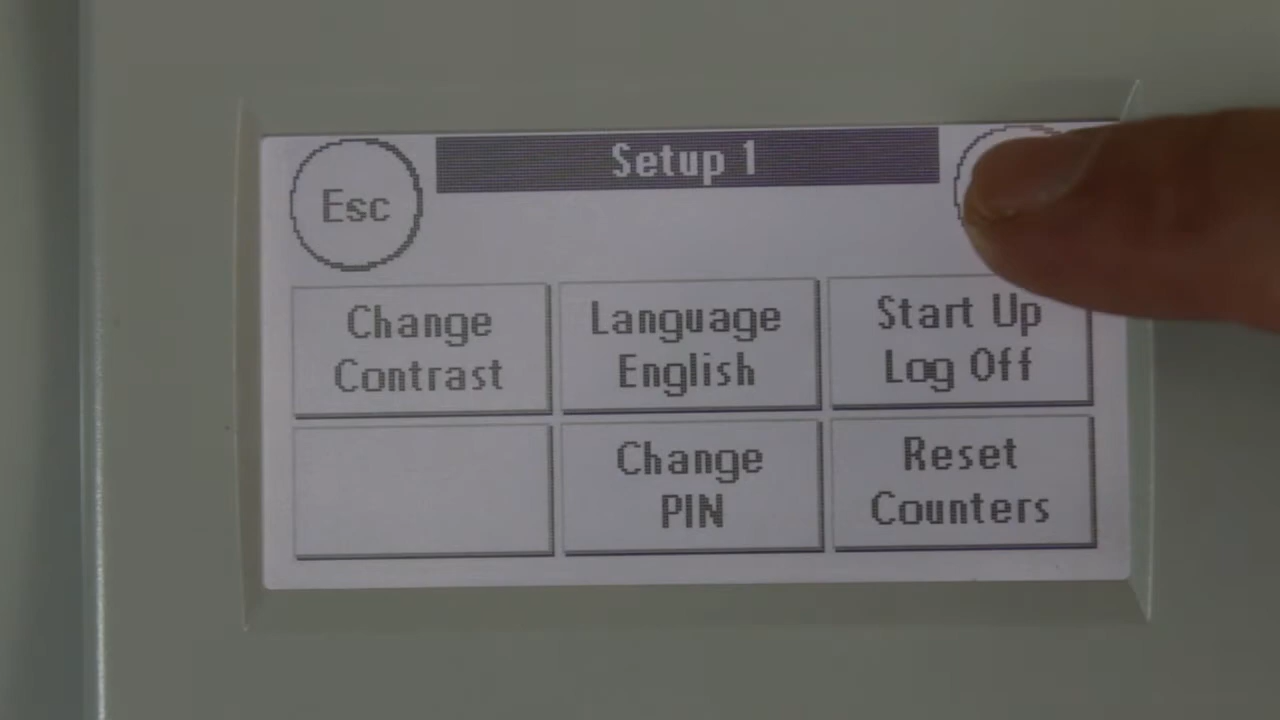 Setup 1
Esc
Change
Contrast
Language
English
Start Up
Log Off
Change
PIN
Reset
Counters